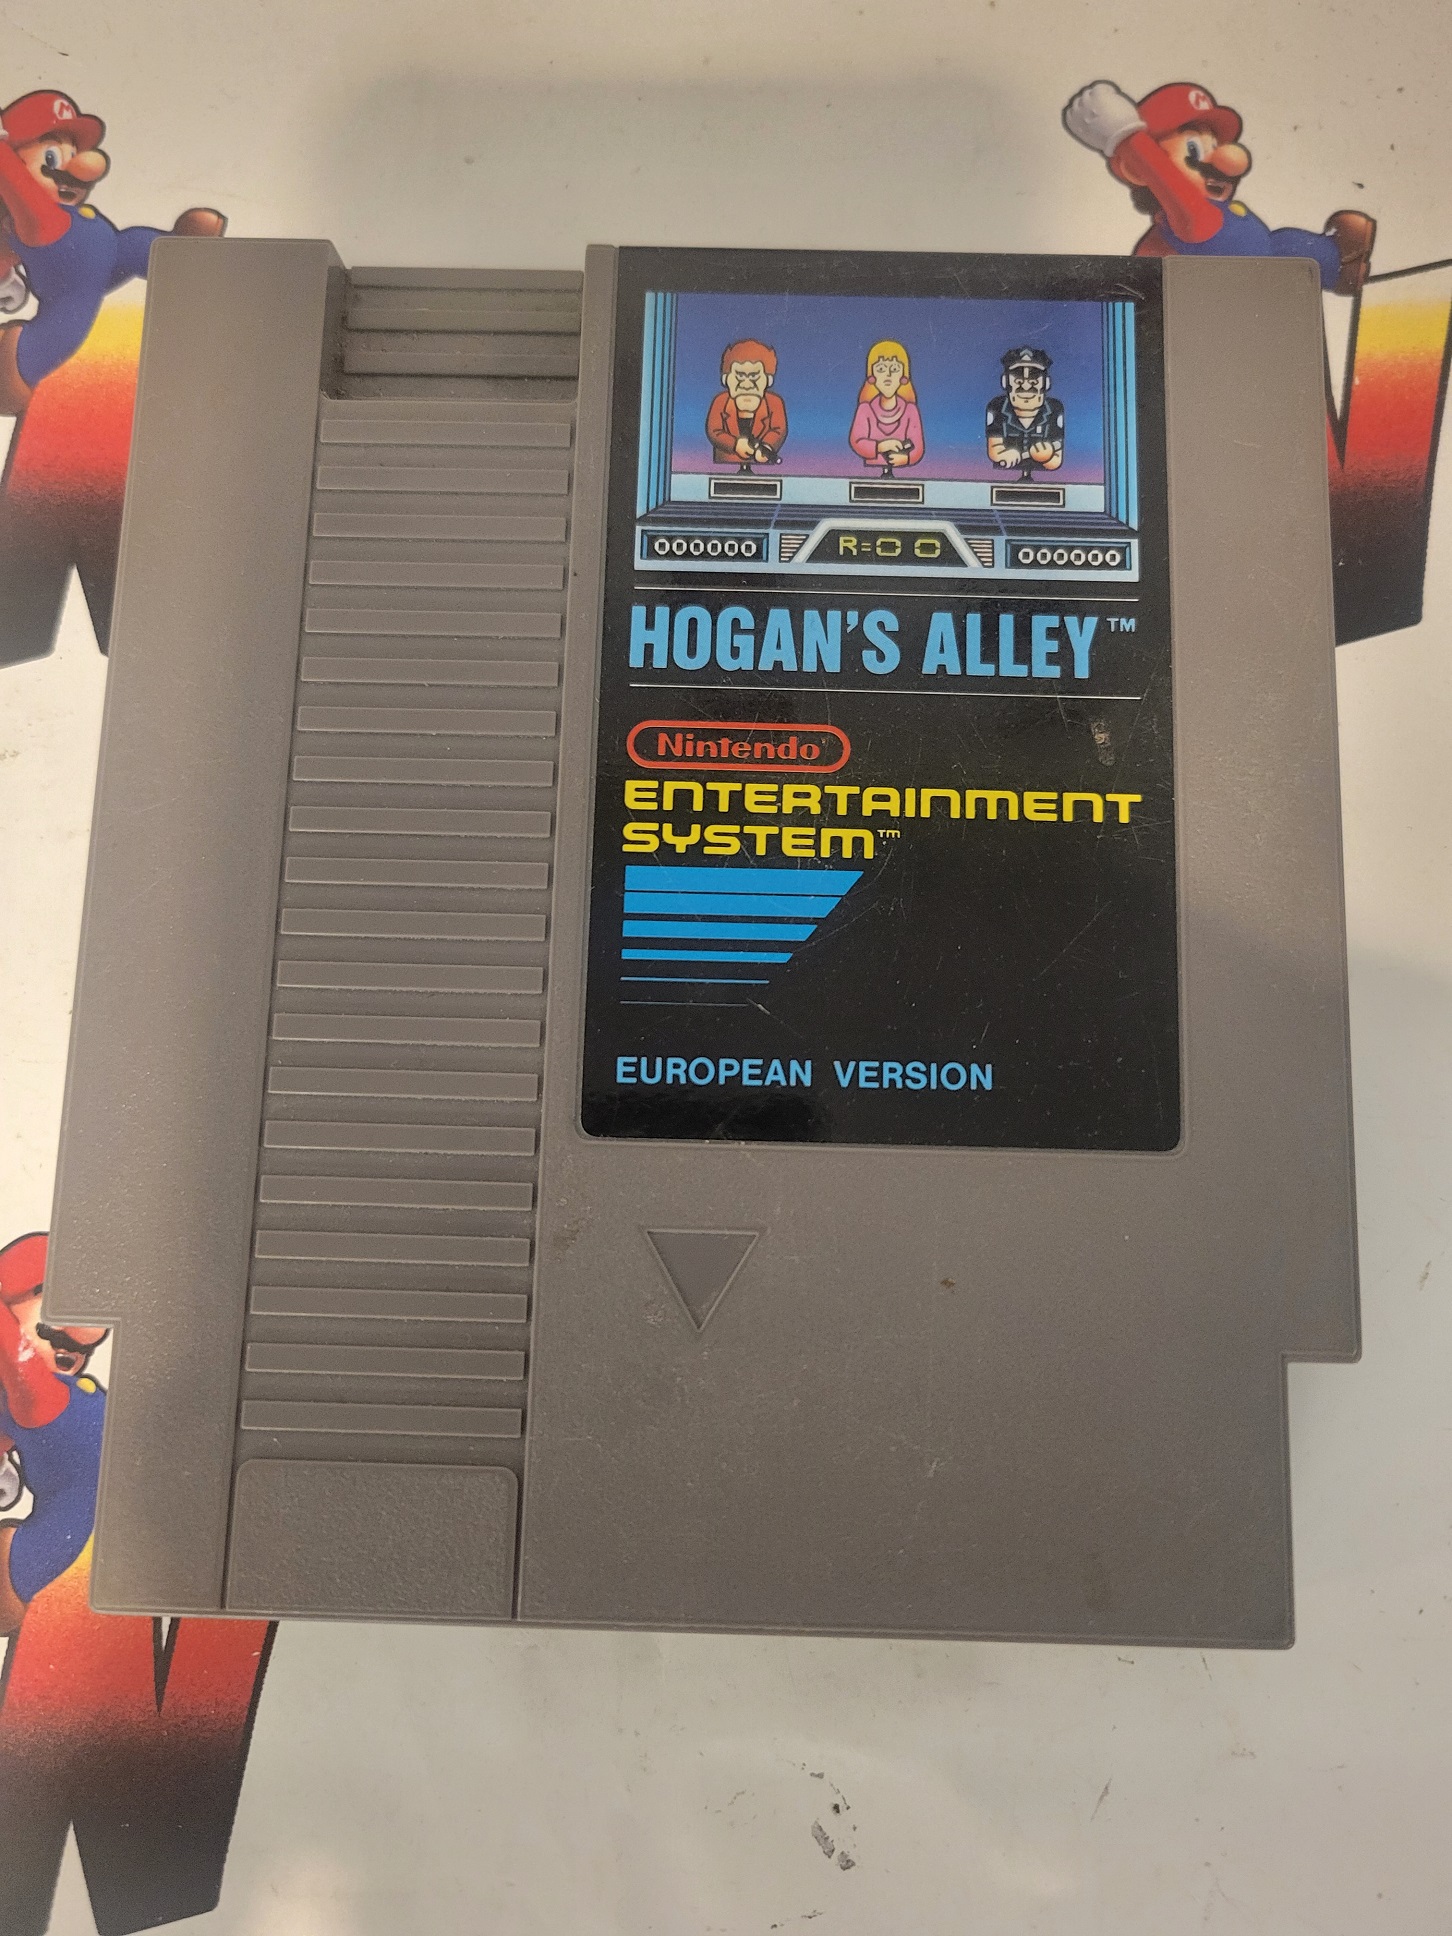 M
M
000000
R=00
000000
HOGAN'S ALLEY™
Nintendo
ENTERTAINMENT
SYSTEM™
EUROPEAN VERSION